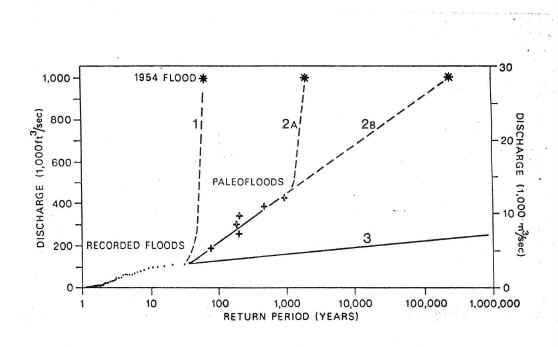 1954 FLOOD
1,000
800
600
400
200
0
DISCHARGE (1,000ft³/sec)
1
2A
2B
3
PALEOFLOODS
RECORDED FLOODS
30
20
10
0
DISCHARGE (1,000 m³/sec)
1
10
100
1,000
10,000
100,000
1,000,000
RETURN PERIOD (YEARS)